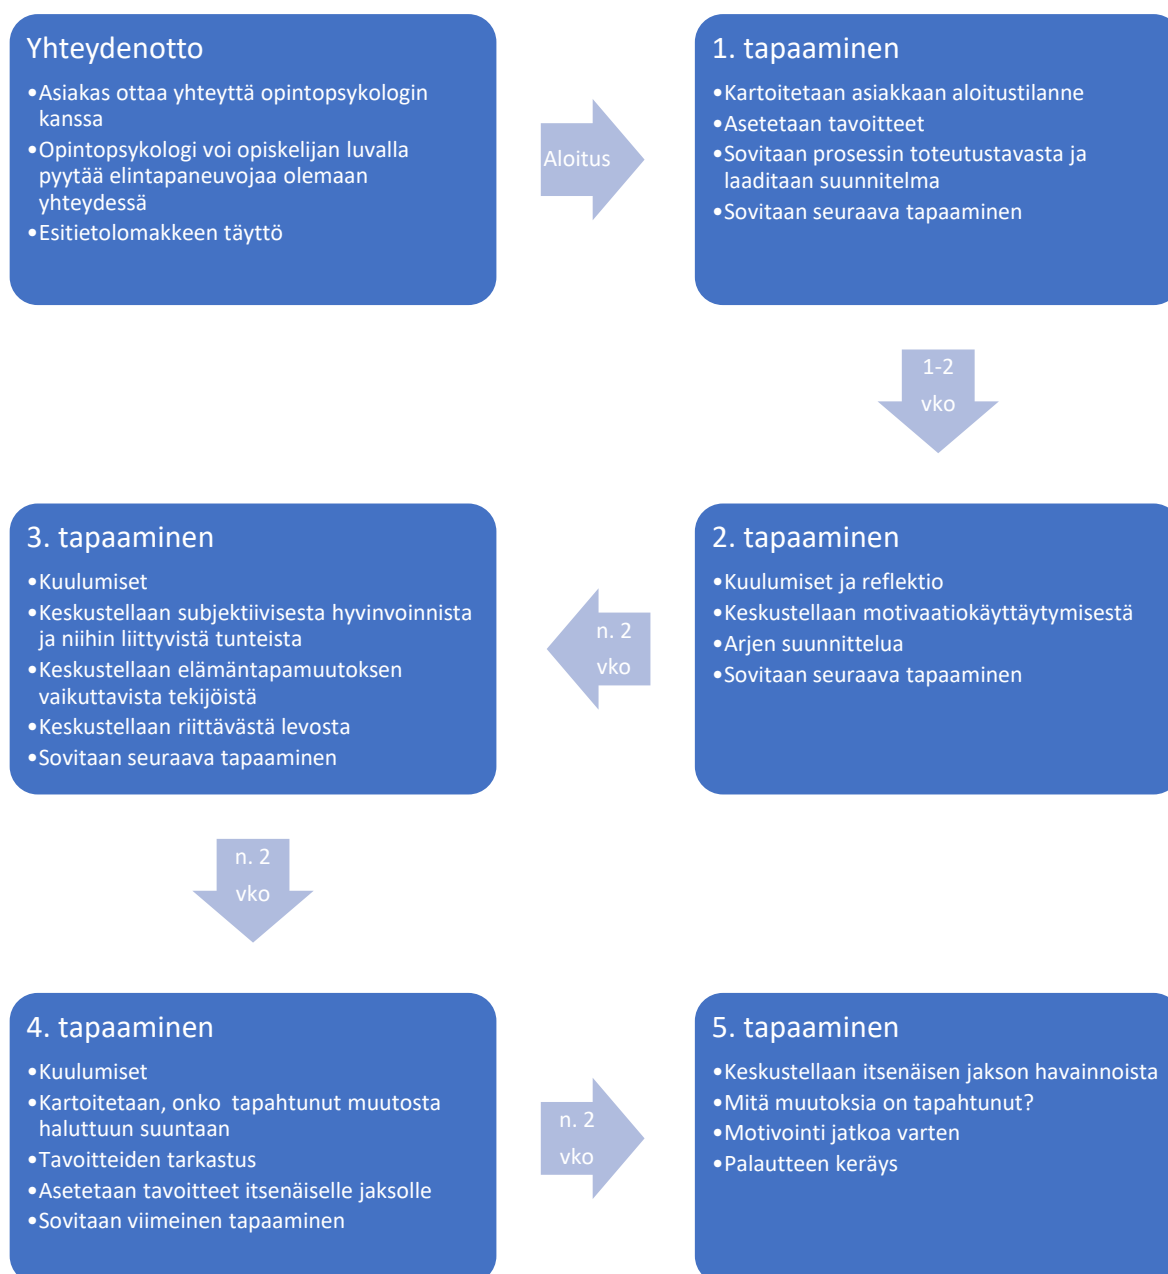 Yhteydenotto
•Asiakas ottaa yhteyttä opintopsykologin
kanssa
•Opintopsykologi voi opiskelijan luvalla
pyytää elintapaneuvojaa olemaan
yhteydessä
•Esitietolomakkeen täyttö
Aloitus
1. tapaaminen
•Kartoitetaan asiakkaan aloitustilanne
•Asetetaan tavoitteet
•Sovitaan prosessin toteutustavasta ja
laaditaan suunnitelma
•Sovitaan seuraava tapaaminen
1-2
vko
2. tapaaminen
•Kuulumiset ja reflektio
•Keskustellaan motivaatiokäyttäytymisestä
•Arjen suunnittelua
•Sovitaan seuraava tapaaminen
n. 2
vko
3. tapaaminen
•Kuulumiset
•Keskustellaan subjektiivisesta hyvinvoinnista
ja niihin liittyvistä tunteista
•Keskustellaan elämäntapamuutoksen
vaikuttavista tekijöistä
•Keskustellaan riittävästä levosta
•Sovitaan seuraava tapaaminen
n. 2
vko
4. tapaaminen
•Kuulumiset
•Kartoitetaan, onko  tapahtunut muutosta
haluttuun suuntaan
•Tavoitteiden tarkastus
•Asetetaan tavoitteet itsenäiselle jaksolle
•Sovitaan viimeinen tapaaminen
n. 2
vko
5. tapaaminen
•Keskustellaan itsenäisen jakson havainnoista
•Mitä muutoksia on tapahtunut?
•Motivointi jatkoa varten
•Palautteen keräys